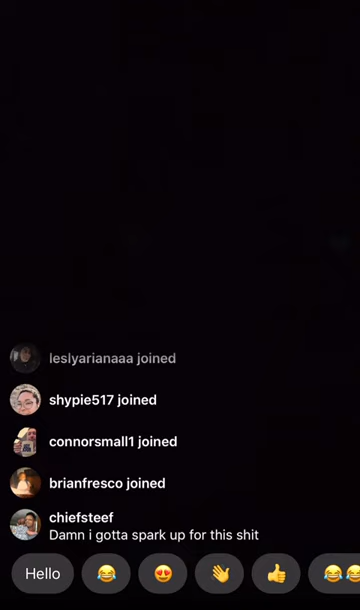 leslyarianaaa joined
shypie517 joined
connorsmall1 joined
brianfresco joined
chiefsteef
Damn i gotta spark up for this shit
Hello